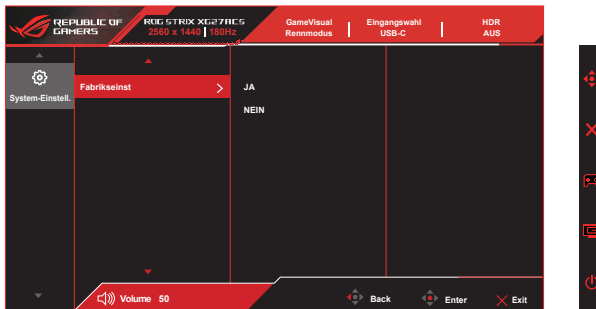 REPUBLIC OF
GAMERS
ROG STRIX XG27ACS
2560 x 1440 180Hz
GameVisual
Rennmodus
Eingangswahl
USB-C
HDR
AUS
System-Einstell.
Fabrikseinst
JA
NEIN
Volume 50
Back
Enter
Exit